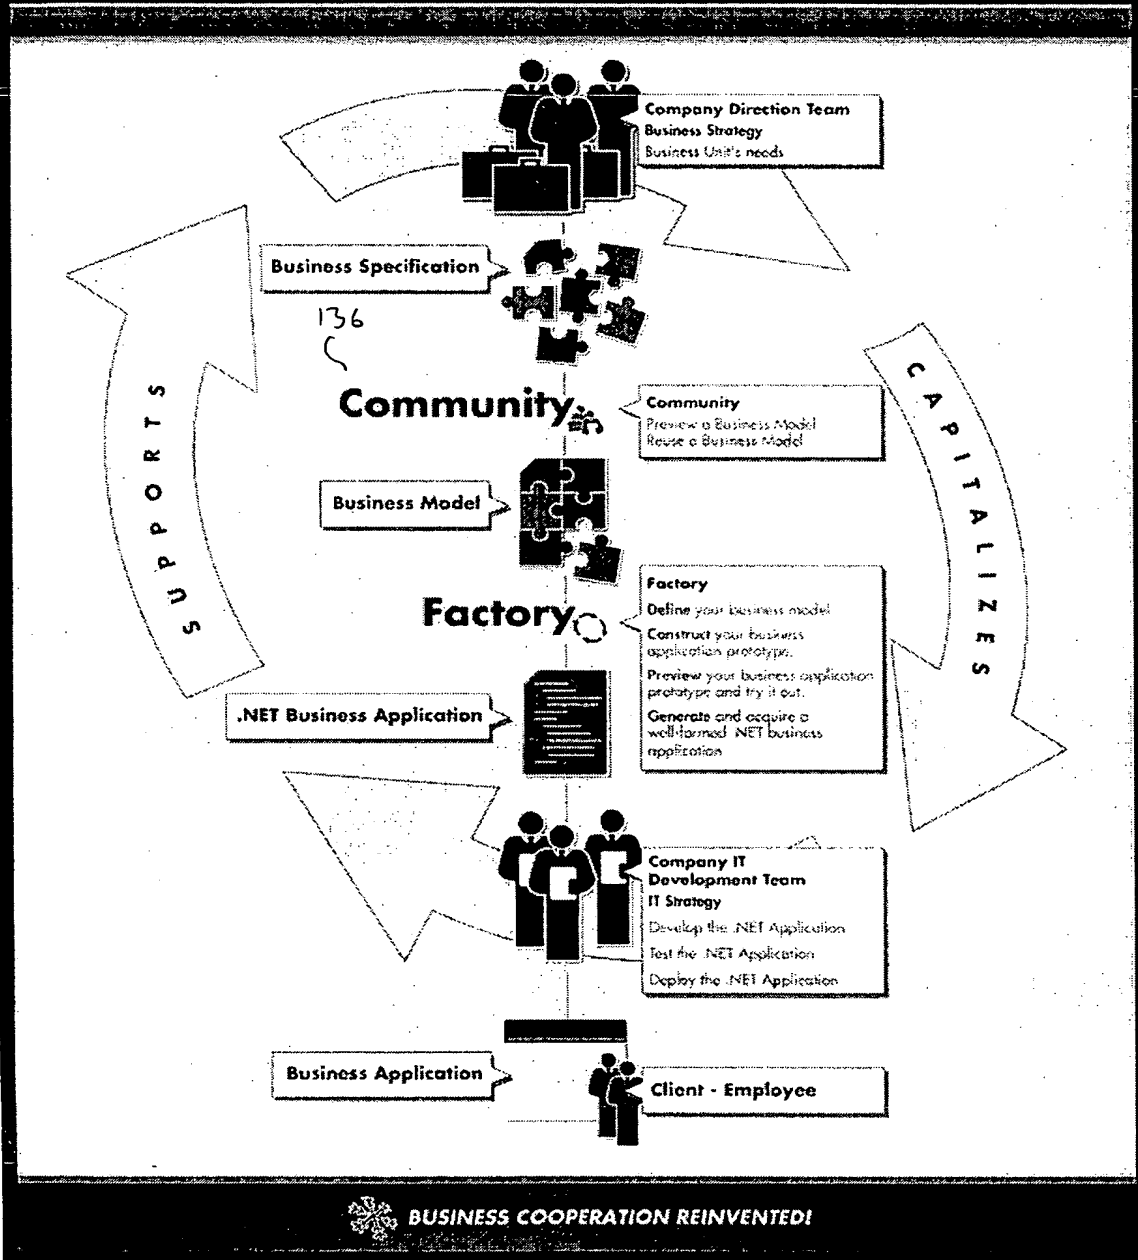 Company Direction Team
Business Strategy
Business Unit's needs
Business Specification
136
Community
Community
Preview a Business Model
Reuse a Business Model
Business Model
Factory
Factory
Define your business model
Construct your business
application prototype.
Preview your business application
prototype and try it out.
Generate and acquire a
well-formed .NET business
application
.NET Business Application
SUPPORTS
CAPITALIZES
Company IT
Development Team
IT Strategy
Develop the .NET Application
Test the .NET Application
Deploy the .NET Application
Business Application
Client - Employee
BUSINESS COOPERATION REINVENTED!